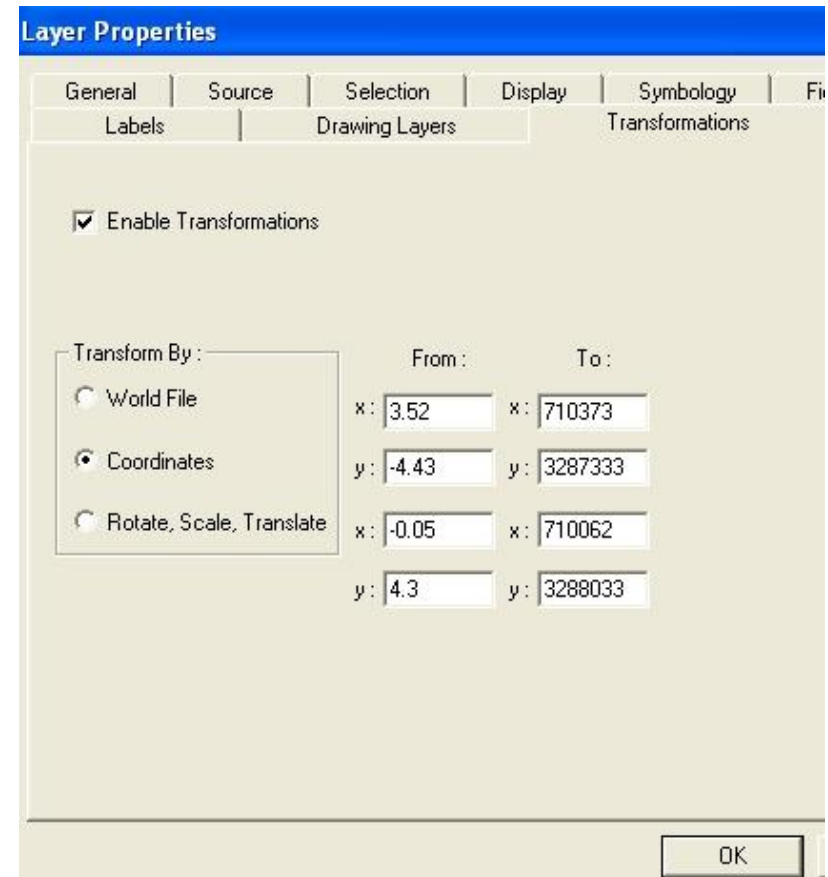 Layer Properties
General Source Selection Display Symbology
Labels Drawing Layers Transformations
Enable Transformations
Transform By : From : To :
World File x : 3.52 x : 710373
Coordinates y : -4.43 y : 3287333
Rotate, Scale, Translate x : -0.05 x : 710062
y : 4.3 y : 3288033
OK